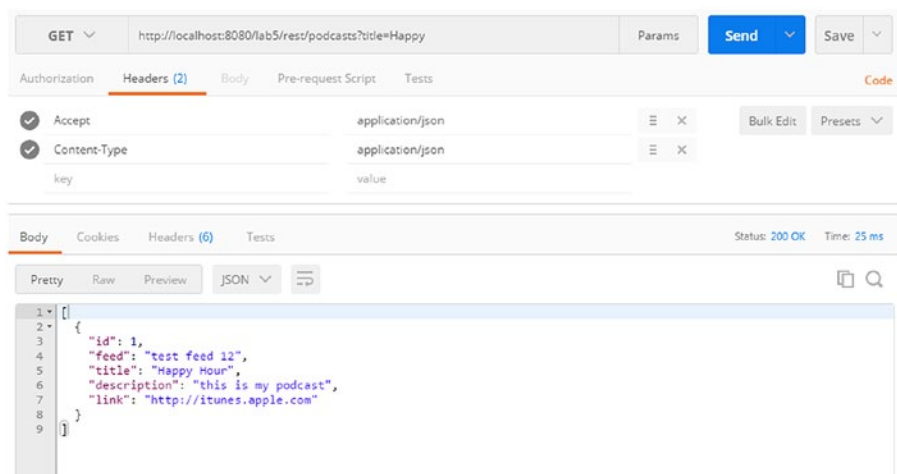 GET http://localhost:8080/lab5/rest/podcasts?title=Happy Params Send Save
Authorization Headers (2) Body Pre-request Script Tests Code
Accept application/json Bulk Edit Presets
Content-Type application/json
key value
Body Cookies Headers (6) Tests Status: 200 OK Time: 25 ms
Pretty Raw Preview JSON
1 [
2 {
3 "id": 1,
4 "feed": "test feed 12",
5 "title": "Happy Hour",
6 "description": "this is my podcast",
7 "link": "http://itunes.apple.com"
8 }
9 ]